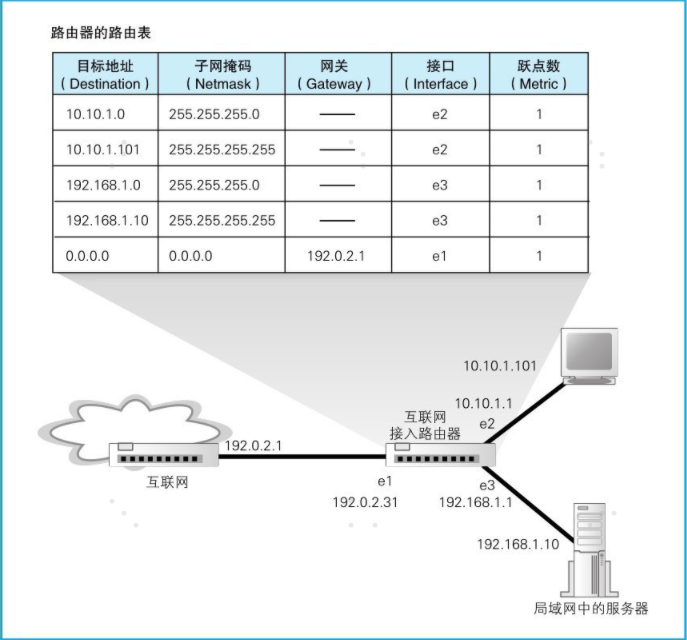 路由器的路由表
目标地址 子网掩码 网关 接口 跃点数
(Destination) (Netmask) (Gateway) (Interface) (Metric)
10.10.1.0 255.255.255.0 —— e2 1
10.10.1.101 255.255.255.255 —— e2 1
192.168.1.0 255.255.255.0 —— e3 1
192.168.1.10 255.255.255.255 —— e3 1
0.0.0.0 0.0.0.0 192.0.2.1 e1 1
10.10.1.101
10.10.1.1
互联网
接入路由器
e2
192.0.2.1
互联网
e1
192.0.2.31
e3
192.168.1.1
192.168.1.10
局域网中的服务器